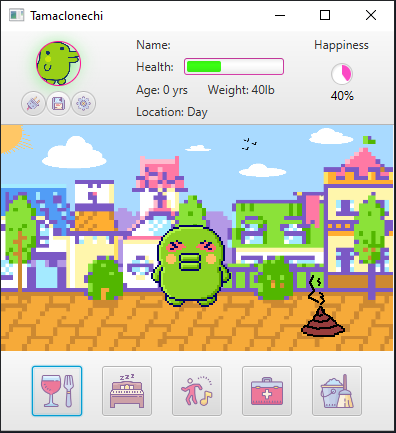 Tamaclonechi
Name:
Happiness
Health:
Age: 0 yrs Weight: 40lb
40%
Location: Day